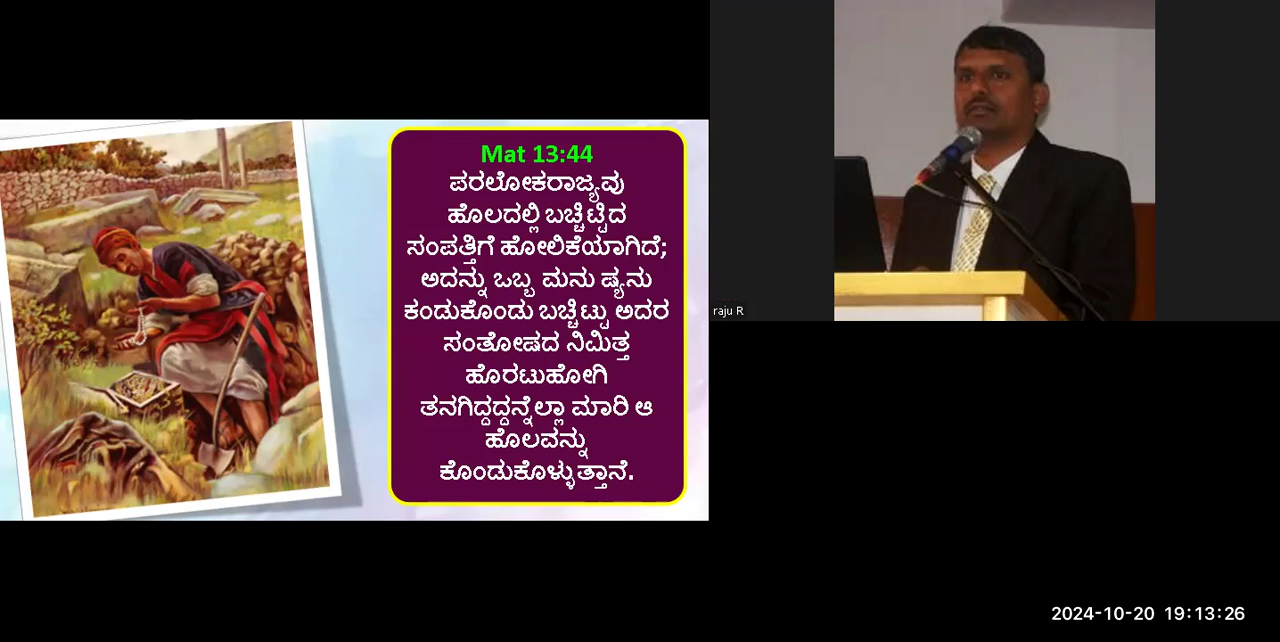 Mat 13:44
ಪರಲೋಕರಾಜ್ಯವು
ಹೊಲದಲ್ಲಿ ಬಚ್ಚಿಟ್ಟಿದ
ಸಂಪತ್ತಿಗೆ ಹೋಲಿಕೆಯಾಗಿದೆ;
ಅದನ್ನು ಒಬ್ಬ ಮನು ಷ್ಯನು
ಕಂಡುಕೊಂಡು ಬಚ್ಚಿಟ್ಟು ಅದರ
ಸಂತೋಷದ ನಿಮಿತ್ತ
ಹೊರಟುಹೋಗಿ
ತನಗಿದ್ದದ್ದನ್ನೆಲ್ಲಾ ಮಾರಿ ಆ
ಹೊಲವನ್ನು
ಕೊಂಡುಕೊಳ್ಳುತ್ತಾನೆ.
raju R
2024-10-20 19:13:26